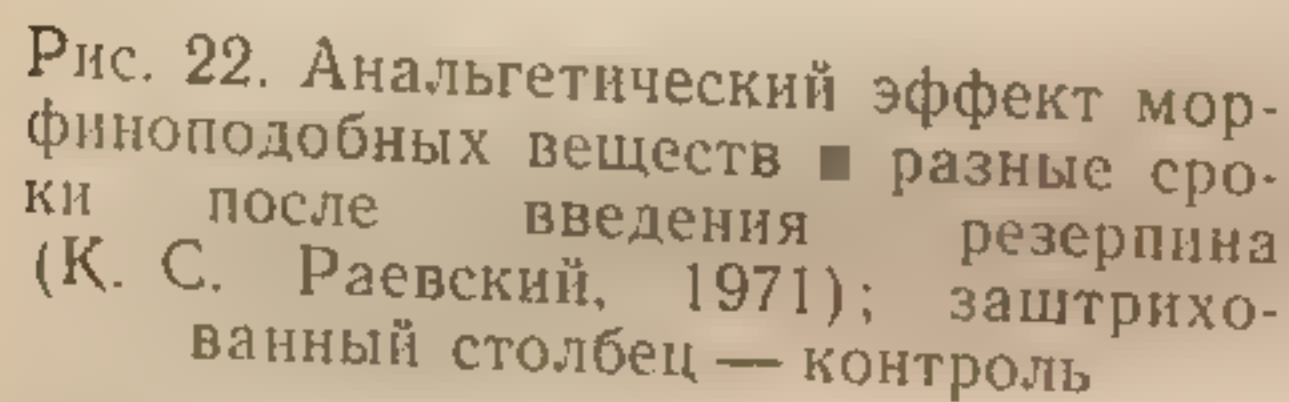 Рис. 22. Анальгетический эффект мор-
финоподобных веществ ■ разные сро-
ки после введения резерпина
(К. С. Раевский, 1971); заштрихо-
ванный столбец — контроль